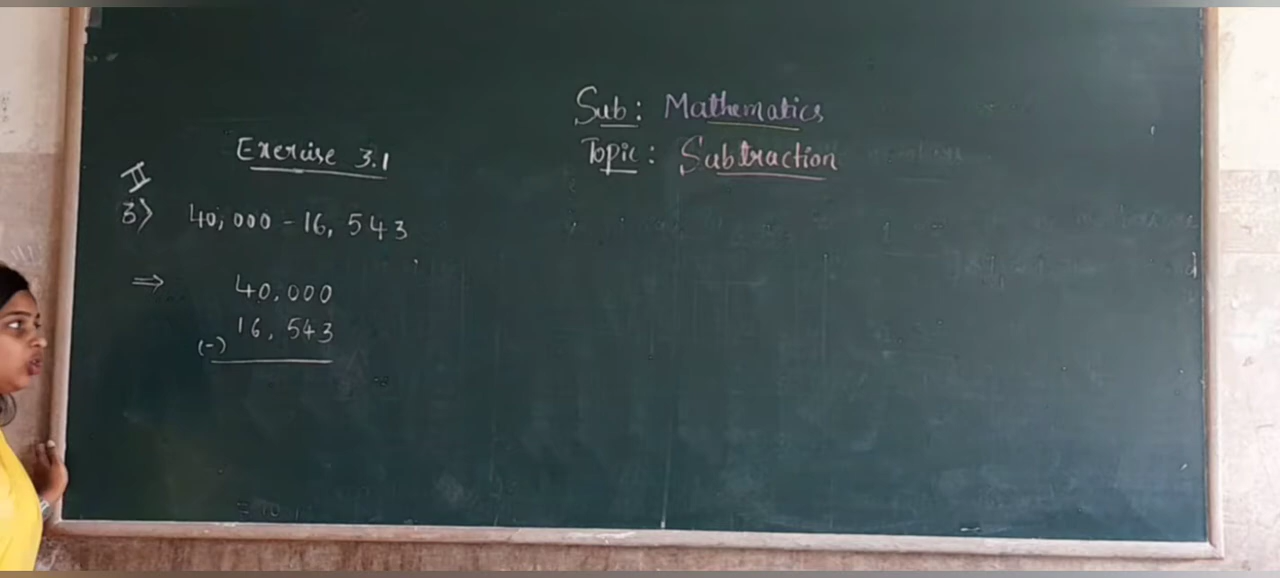 Sub: Mathematics
Topic: Subtraction
Exercise 3.1
II
3) 40,000 - 16, 543
⇒ 40,000
16, 543
(-)